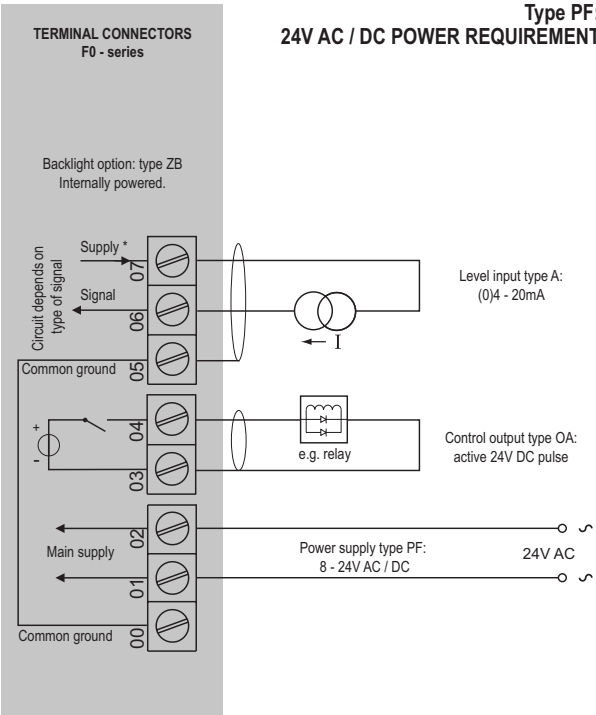 Type PF:
24V AC / DC POWER REQUIREMENT
TERMINAL CONNECTORS
F0 - series
Backlight option: type ZB
Internally powered.
Circuit depends on
type of signal
Supply *
07
Signal
06
Common ground
05
Level input type A:
(0)4 - 20mA
I
+
-
04
03
e.g. relay
Control output type OA:
active 24V DC pulse
02
Main supply
01
Power supply type PF:
8 - 24V AC / DC
24V AC
Common ground
00